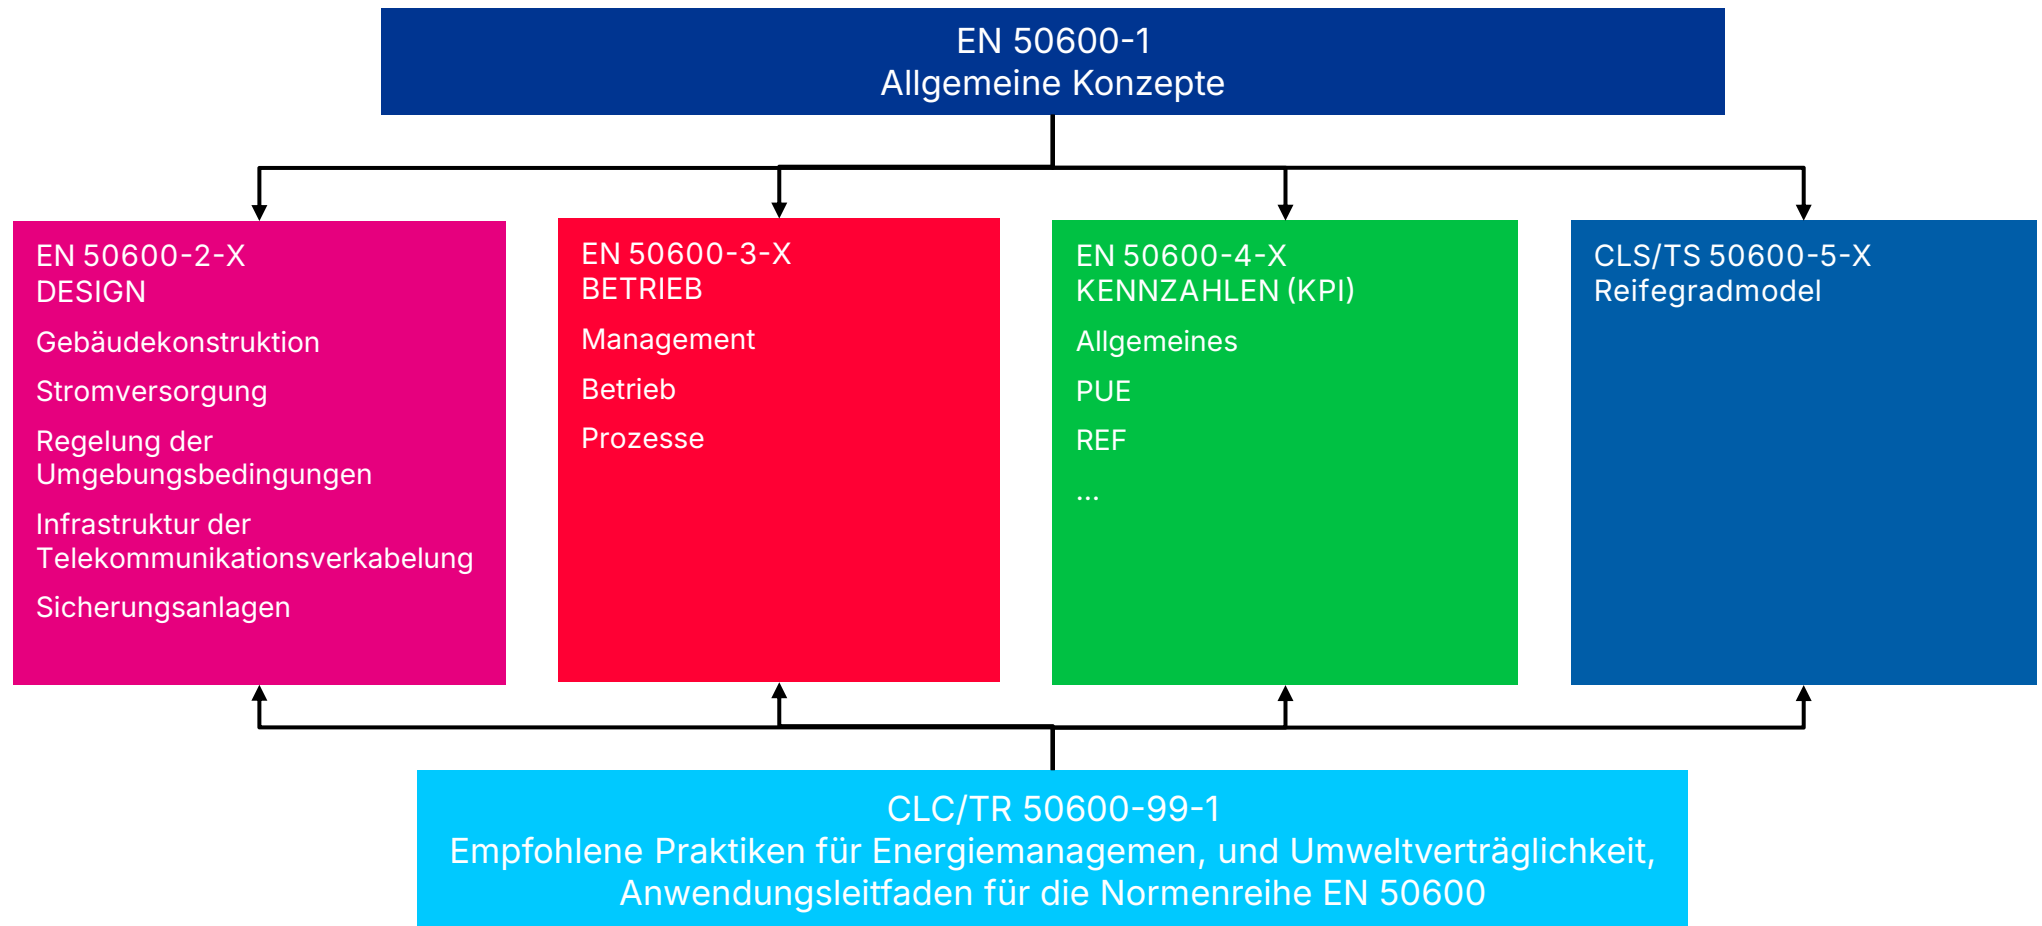 EN 50600-1
Allgemeine Konzepte
EN 50600-2-X
DESIGN
Gebäudekonstruktion
Stromversorgung
Regelung der
Umgebungsbedingungen
Infrastruktur der
Telekommunikationsverkabelung
Sicherungsanlagen
EN 50600-3-X
BETRIEB
Management
Betrieb
Prozesse
EN 50600-4-X
KENNZAHLEN (KPI)
Allgemeines
PUE
REF
...
CLS/TS 50600-5-X
Reifegradmodel
CLC/TR 50600-99-1
Empfohlene Praktiken für Energiemanagemen, und Umweltverträglichkeit,
Anwendungsleitfaden für die Normenreihe EN 50600